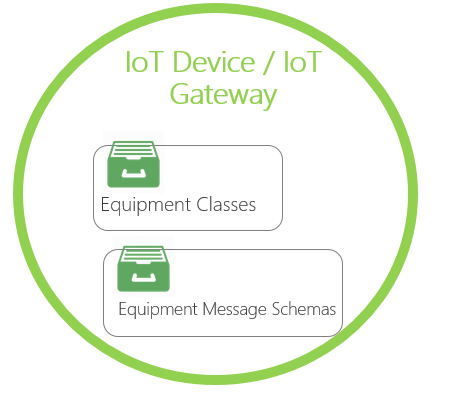 IoT Device / IoT
Gateway
Equipment Classes
Equipment Message Schemas